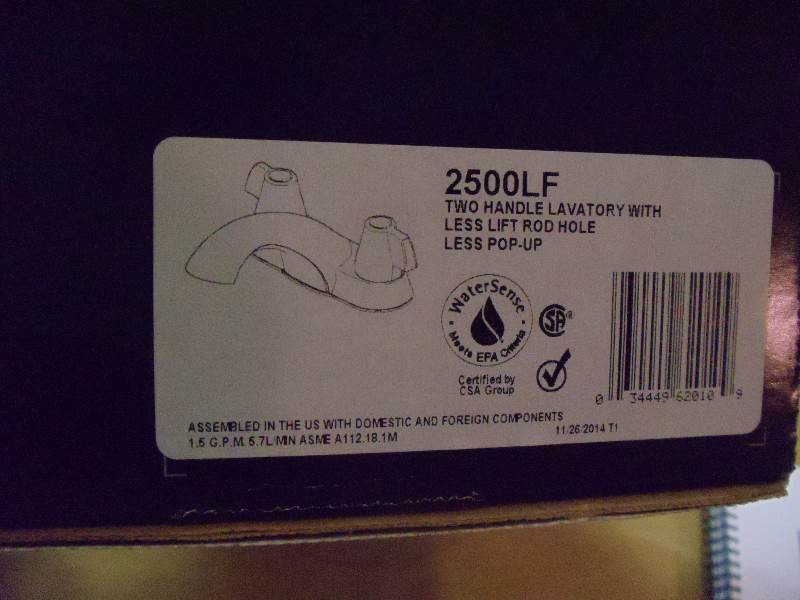 2500LF
TWO HANDLE LAVATORY WITH
LESS LIFT ROD HOLE
LESS POP-UP
WaterSense
Meets EPA Criteria
SA®
Certified by
CSA Group
0 34449 62010 9
ASSEMBLED IN THE US WITH DOMESTIC AND FOREIGN COMPONENTS
1.5 G.P.M. 5.7L/MIN ASME A112.18.1M
11/26/2014 T1